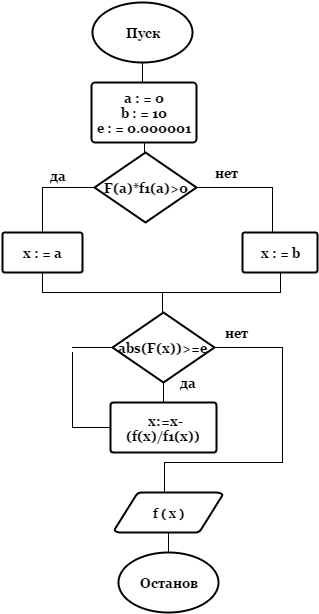 Пуск
a : = 0
b : = 10
e : = 0.000001
F(a)*f1(a)>0
да
нет
x : = a
x : = b
abs(F(x))>=e
нет
да
x:=x-
(f(x)/f1(x))
f ( x )
Останов